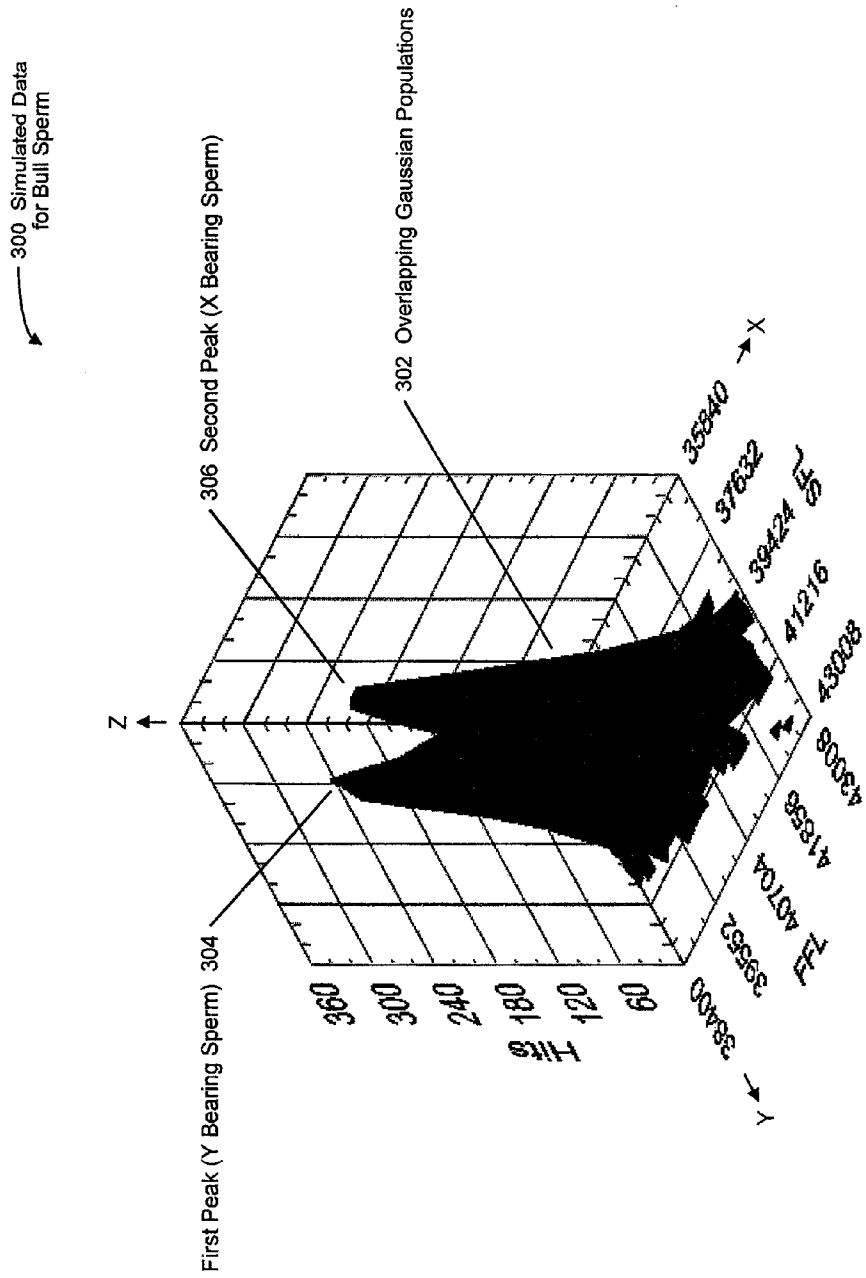 300 Simulated Data
for Bull Sperm
306 Second Peak (X Bearing Sperm)
302 Overlapping Gaussian Populations
First Peak (Y Bearing Sperm) 304
Z
Hits
360
300
240
180
120
60
Y
38400
39552
40704
41856
43008
FFL
43008
41216
39424
37632
35840
SFL
X